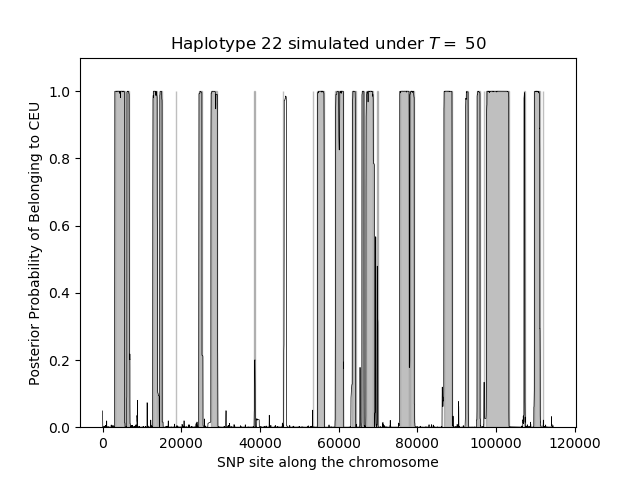 Haplotype 22 simulated under T = 50
Posterior Probability of Belonging to CEU
1.0
0.8
0.6
0.4
0.2
0.0
0 20000 40000 60000 80000 100000 120000
SNP site along the chromosome